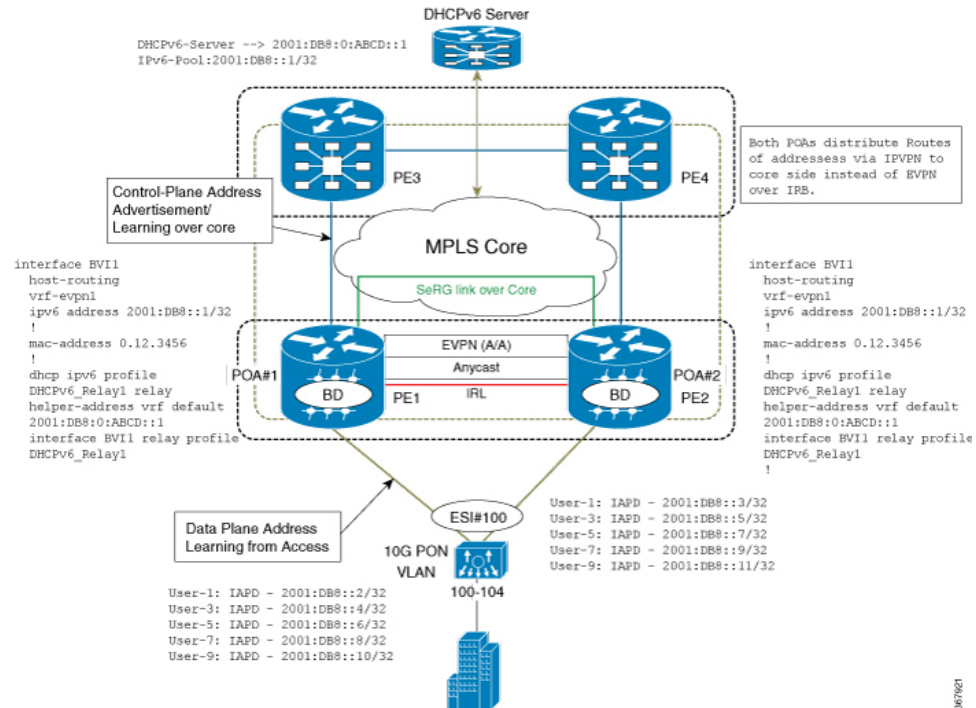 DHCPv6 Server
DHCPv6-Server --> 2001:DB8:0:ABCD::1
IPv6-Pool:2001:DB8::1/32
PE3
PE4
Both POAs distribute Routes
of addressess via IPVPN to
core side instead of EVPN
over IRB.
Control-Plane Address
Advertisement/
Learning over core
MPLS Core
SeRG link over Core
interface BVI1
host-routing
vrf-evpn1
ipv6 address 2001:DB8::1/32
!
mac-address 0.12.3456
!
dhcp ipv6 profile
DHCPv6_Relay1 relay
helper-address vrf default
2001:DB8:0:ABCD::1
interface BVI1 relay profile
DHCPv6_Relay1
POA#1
BD
PE1
EVPN (A/A)
Anycast
IRL
BD
POA#2
PE2
interface BVI1
host-routing
vrf-evpn1
ipv6 address 2001:DB8::1/32
!
mac-address 0.12.3456
!
dhcp ipv6 profile
DHCPv6_Relay1 relay
helper-address vrf default
2001:DB8:0:ABCD::1
interface BVI1 relay profile
DHCPv6_Relay1
!
Data Plane Address
Learning from Access
ESI#100
10G PON
VLAN
100-104
User-1: IAPD - 2001:DB8::3/32
User-3: IAPD - 2001:DB8::5/32
User-5: IAPD - 2001:DB8::7/32
User-7: IAPD - 2001:DB8::9/32
User-9: IAPD - 2001:DB8::11/32
User-1: IAPD - 2001:DB8::2/32
User-3: IAPD - 2001:DB8::4/32
User-5: IAPD - 2001:DB8::6/32
User-7: IAPD - 2001:DB8::8/32
User-9: IAPD - 2001:DB8::10/32
367921